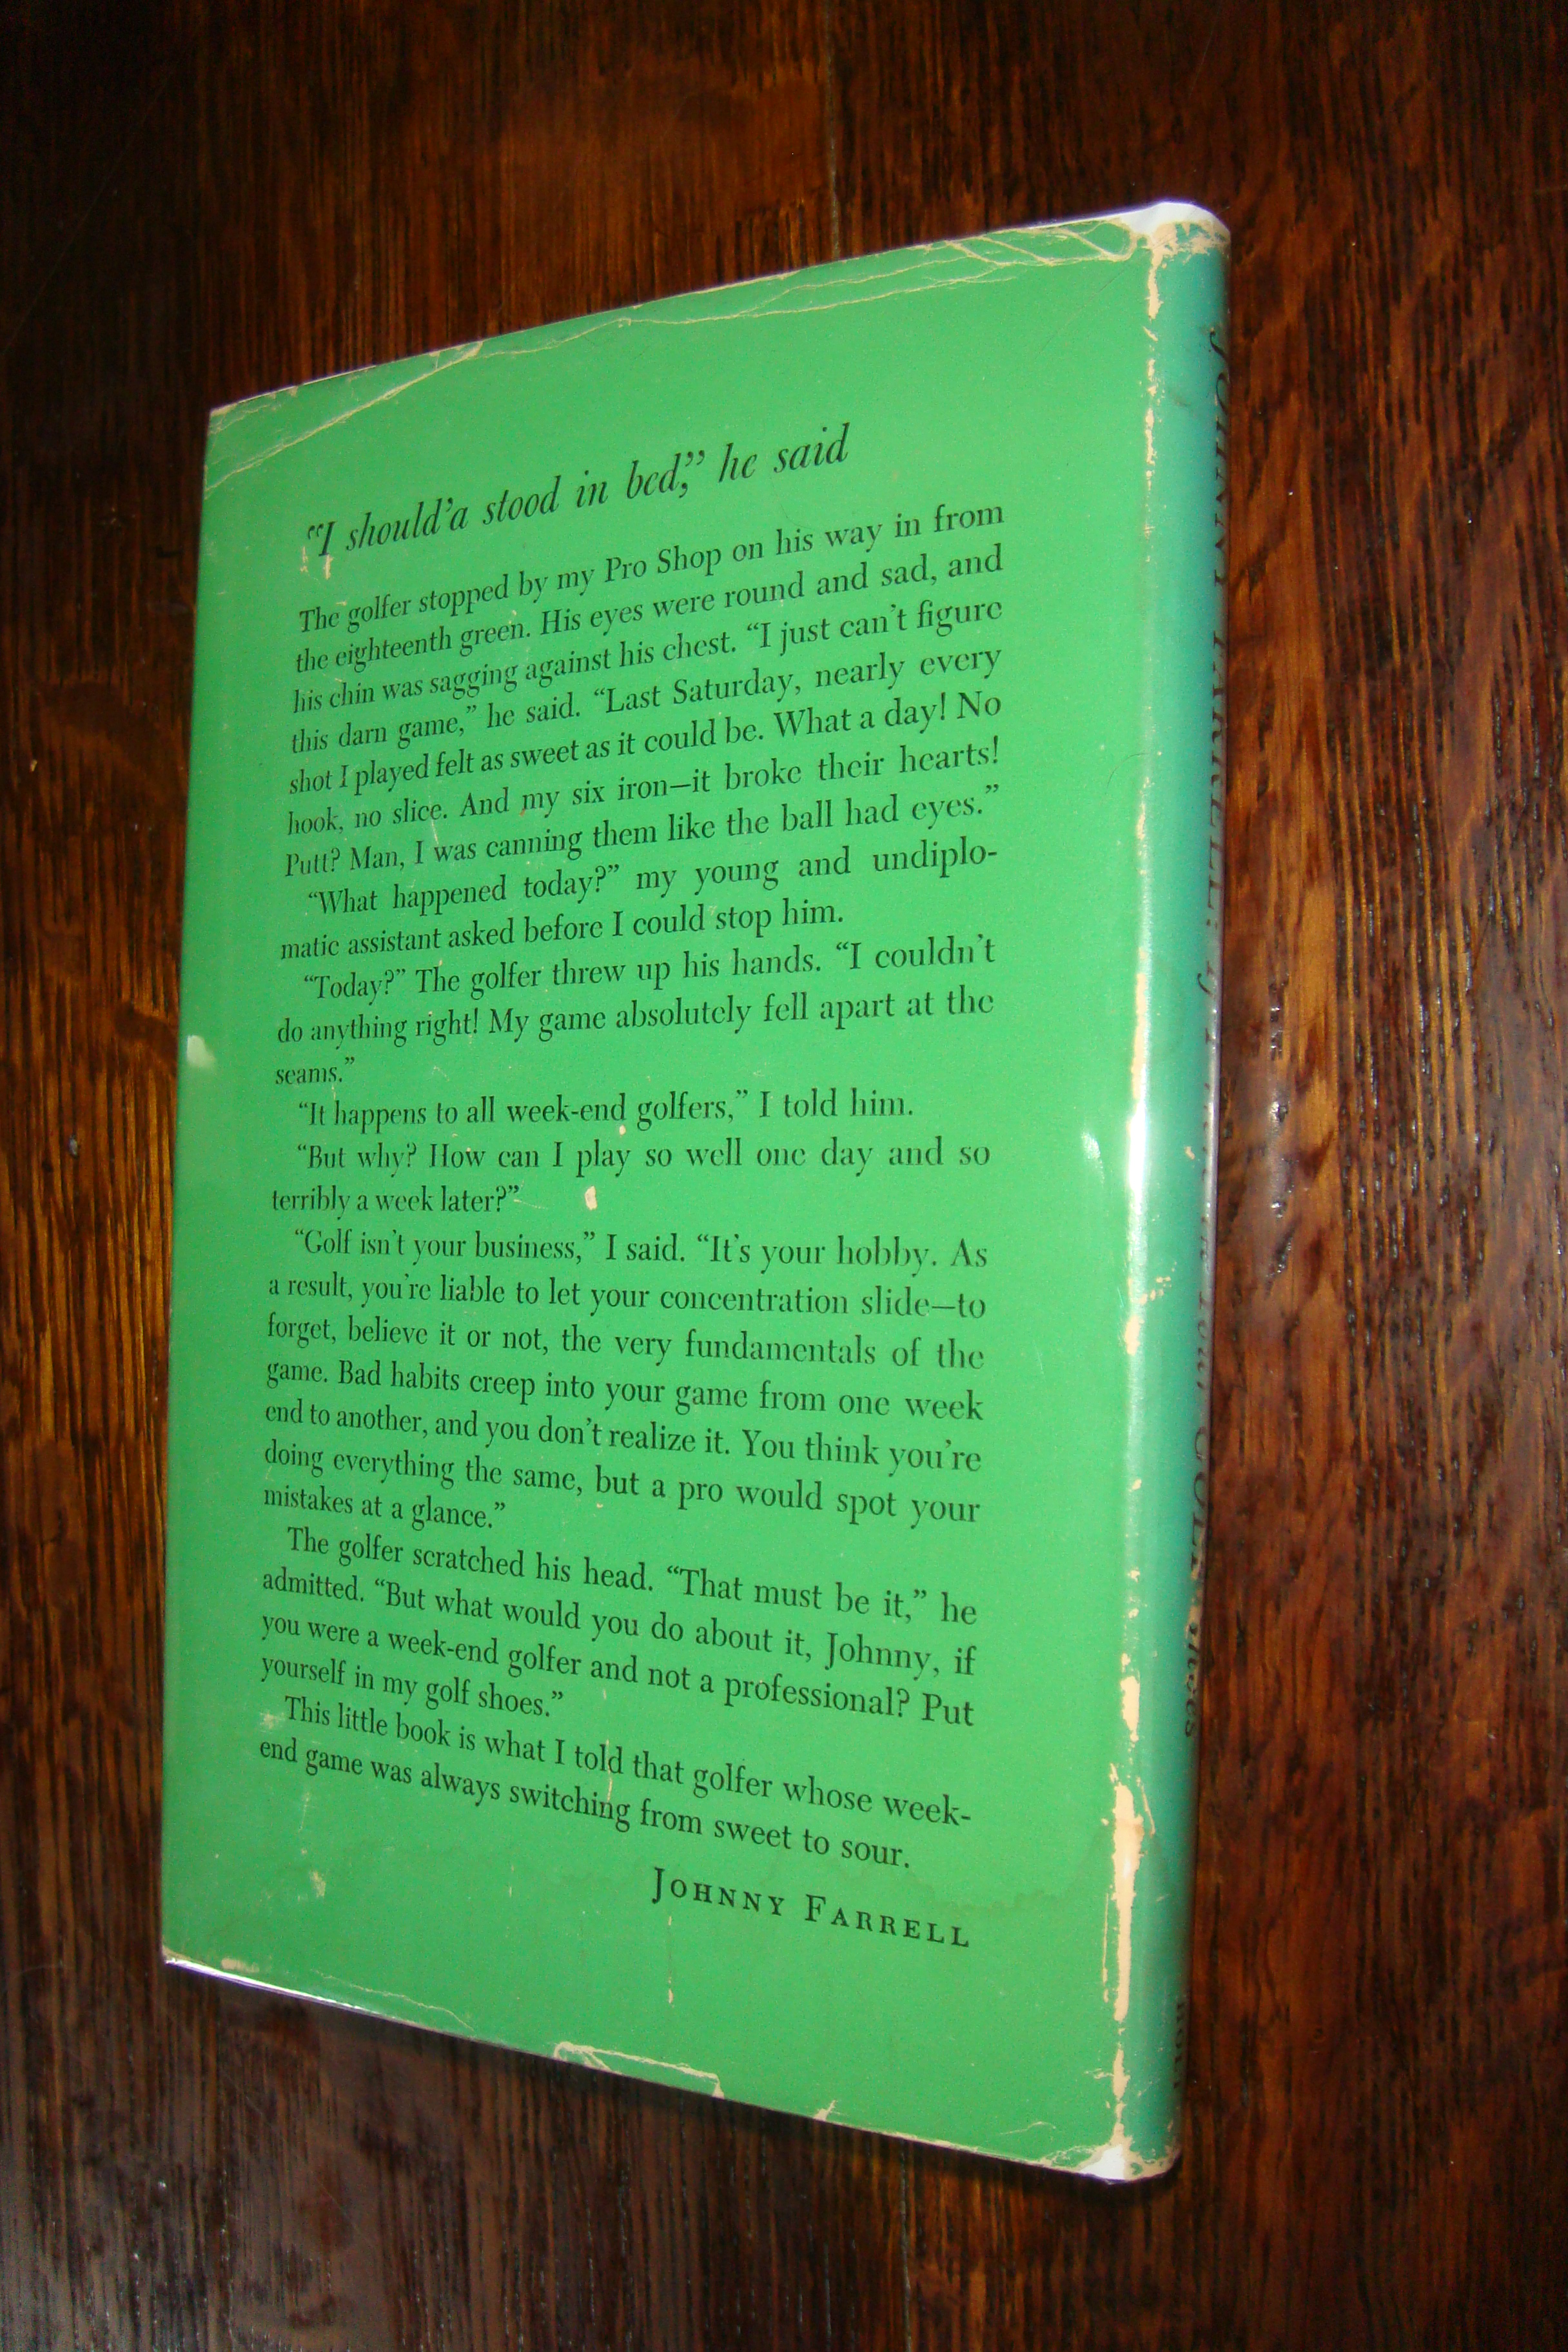 "I should'a stood in bed," he said
The golfer stopped by my Pro Shop on his way in from
the eighteenth green. His eyes were round and sad, and
his chin was sagging against his chest. "I just can't figure
this darn game," he said. "Last Saturday, nearly every
shot I played felt as sweet as it could be. What a day! No
hook, no slice. And my six iron—it broke their hearts!
Putt? Man, I was canning them like the ball had eyes."
"What happened today?" my young and undiplo-
matic assistant asked before I could stop him.
"Today?" The golfer threw up his hands. "I couldn't
do anything right! My game absolutely fell apart at the
seams."
"It happens to all week-end golfers," I told him.
"But why? How can I play so well one day and so
terribly a week later?"
"Golf isn't your business," I said. "It's your hobby. As
a result, you're liable to let your concentration slide—to
forget, believe it or not, the very fundamentals of the
game. Bad habits creep into your game from one week
end to another, and you don't realize it. You think you're
doing everything the same, but a pro would spot your
mistakes at a glance."
The golfer scratched his head. "That must be it," he
admitted. "But what would you do about it, Johnny, if
you were a week-end golfer and not a professional? Put
yourself in my golf shoes."
This little book is what I told that golfer whose week-
end game was always switching from sweet to sour.
JOHNNY FARRELL
JOHNNY FARRELL: If I GOLF shoes